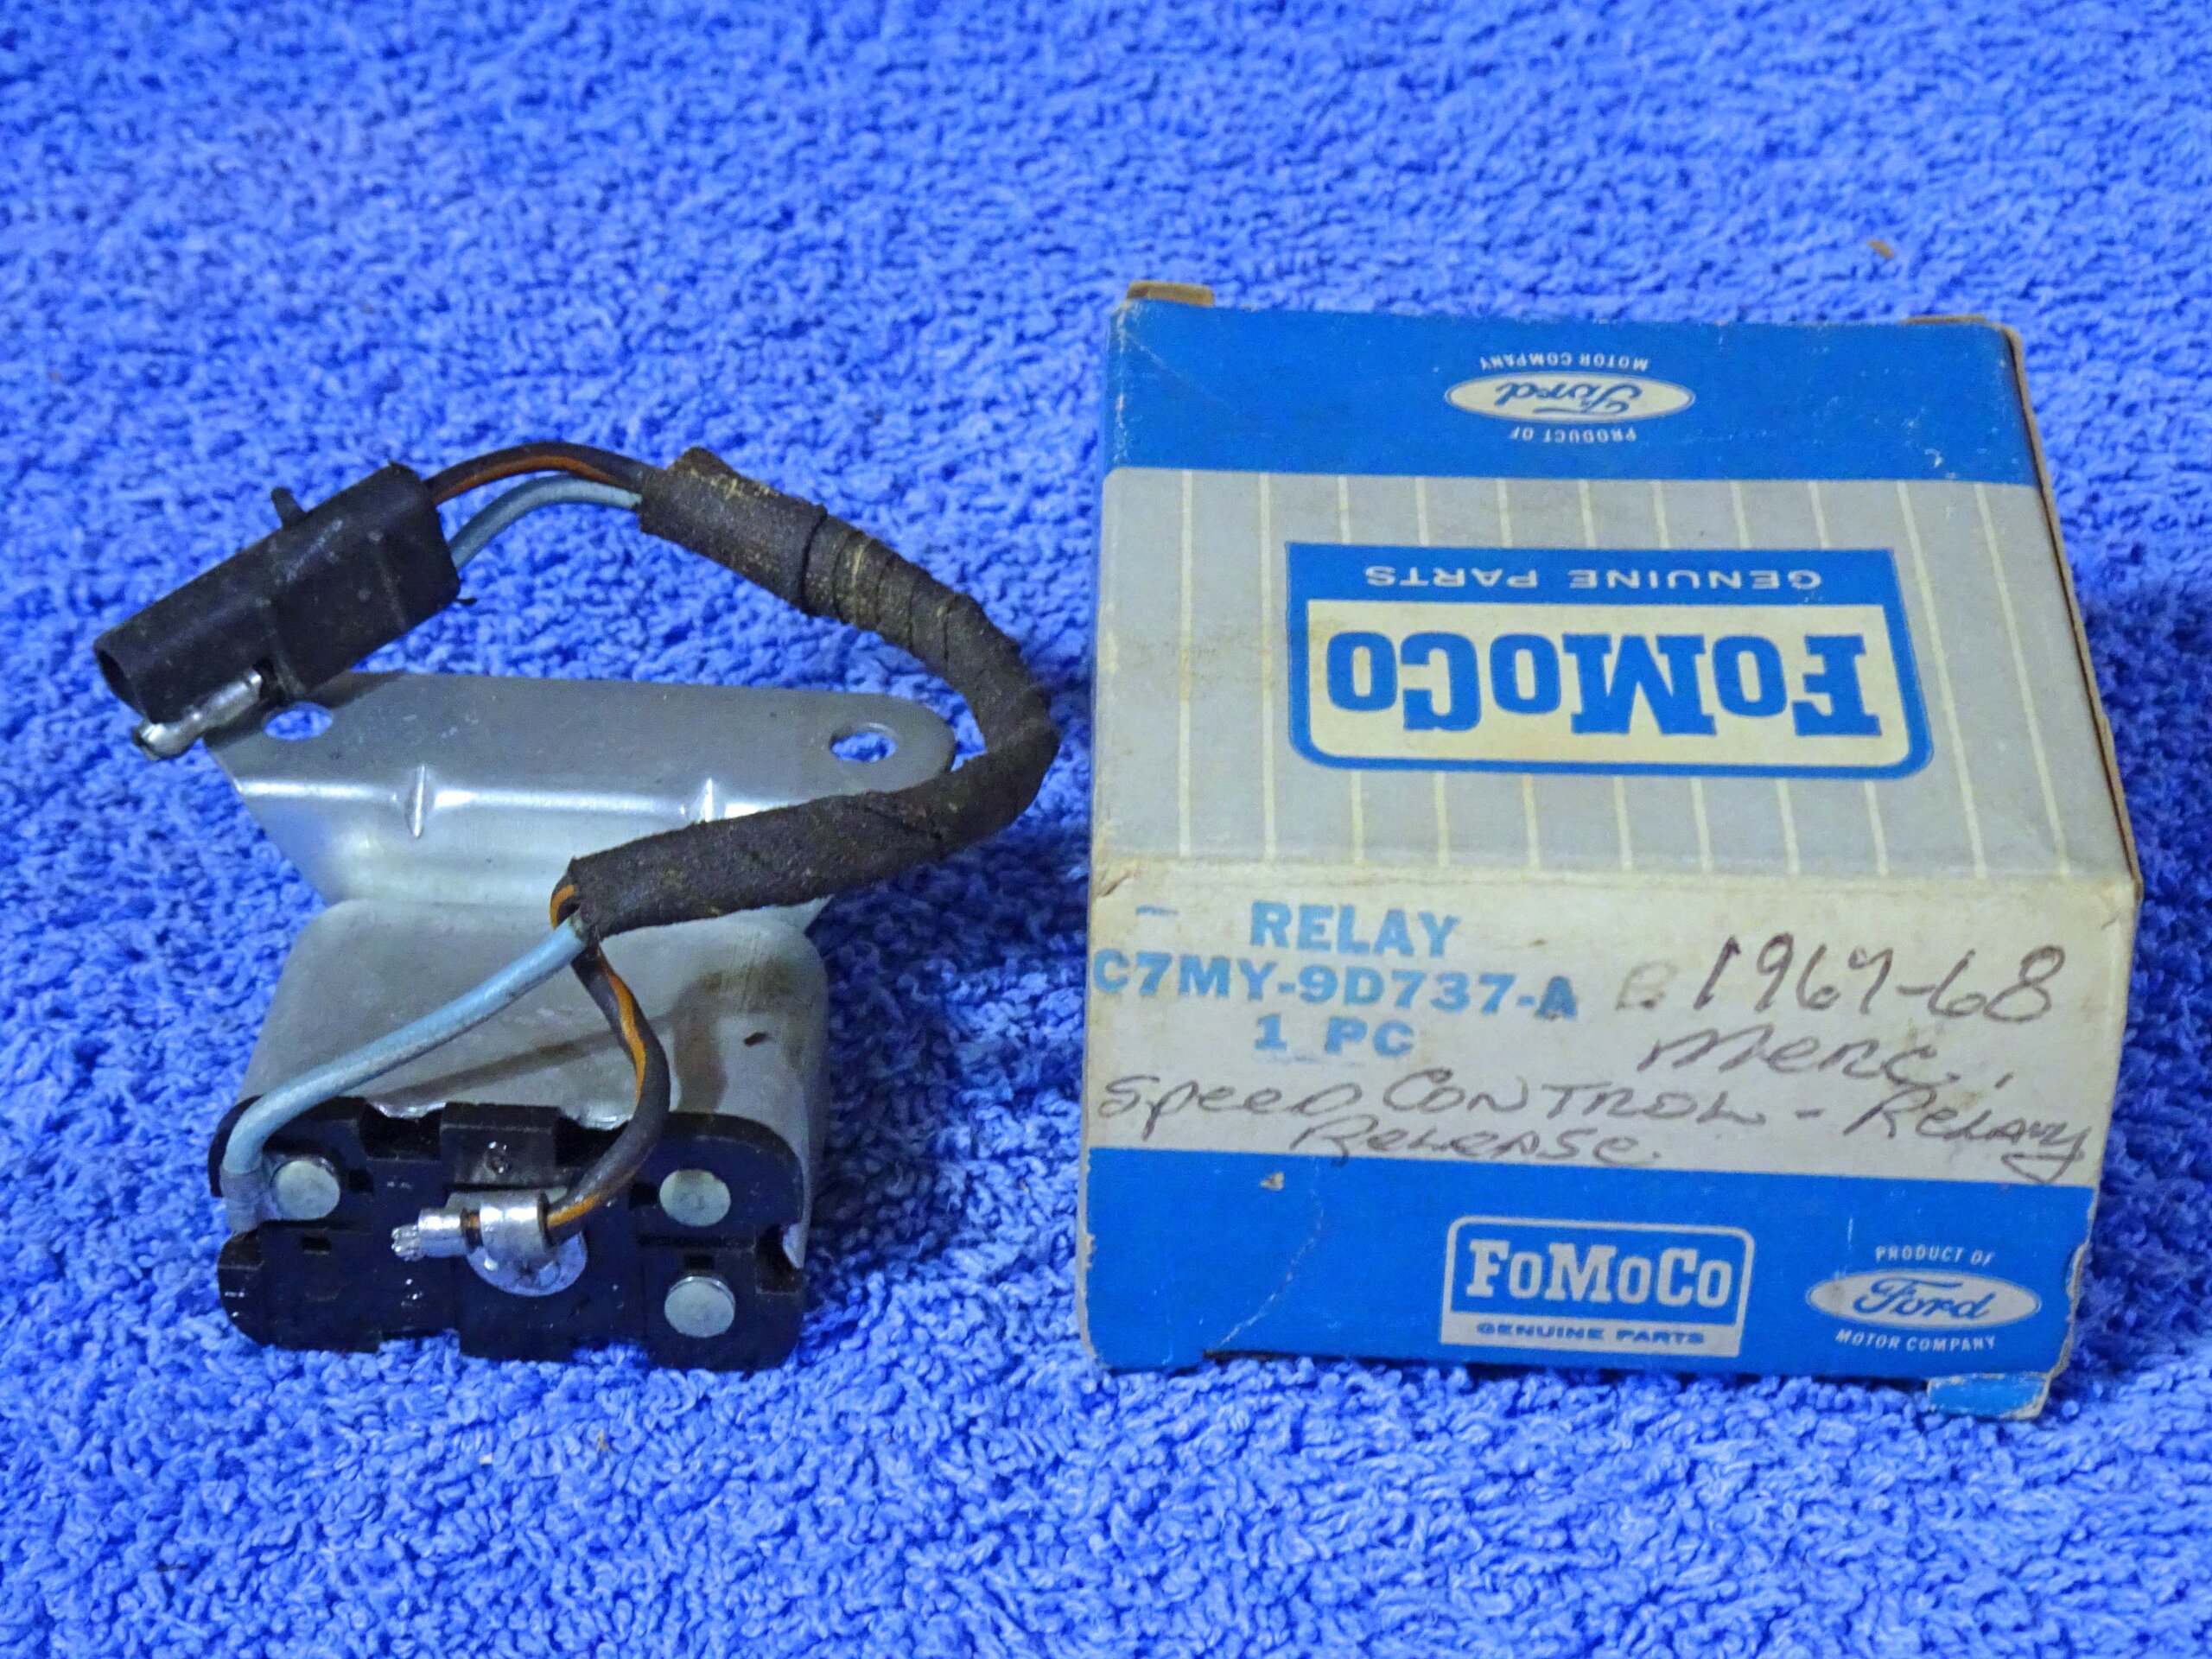 PRODUCT OF
Ford
MOTOR COMPANY
FoMoCo
GENUINE PARTS
RELAY
C7MY-9D737-A B
1 PC
1967-68
Merc.
Speed Control - Relay
Release.
FoMoCo
GENUINE PARTS
PRODUCT OF
Ford
MOTOR COMPANY